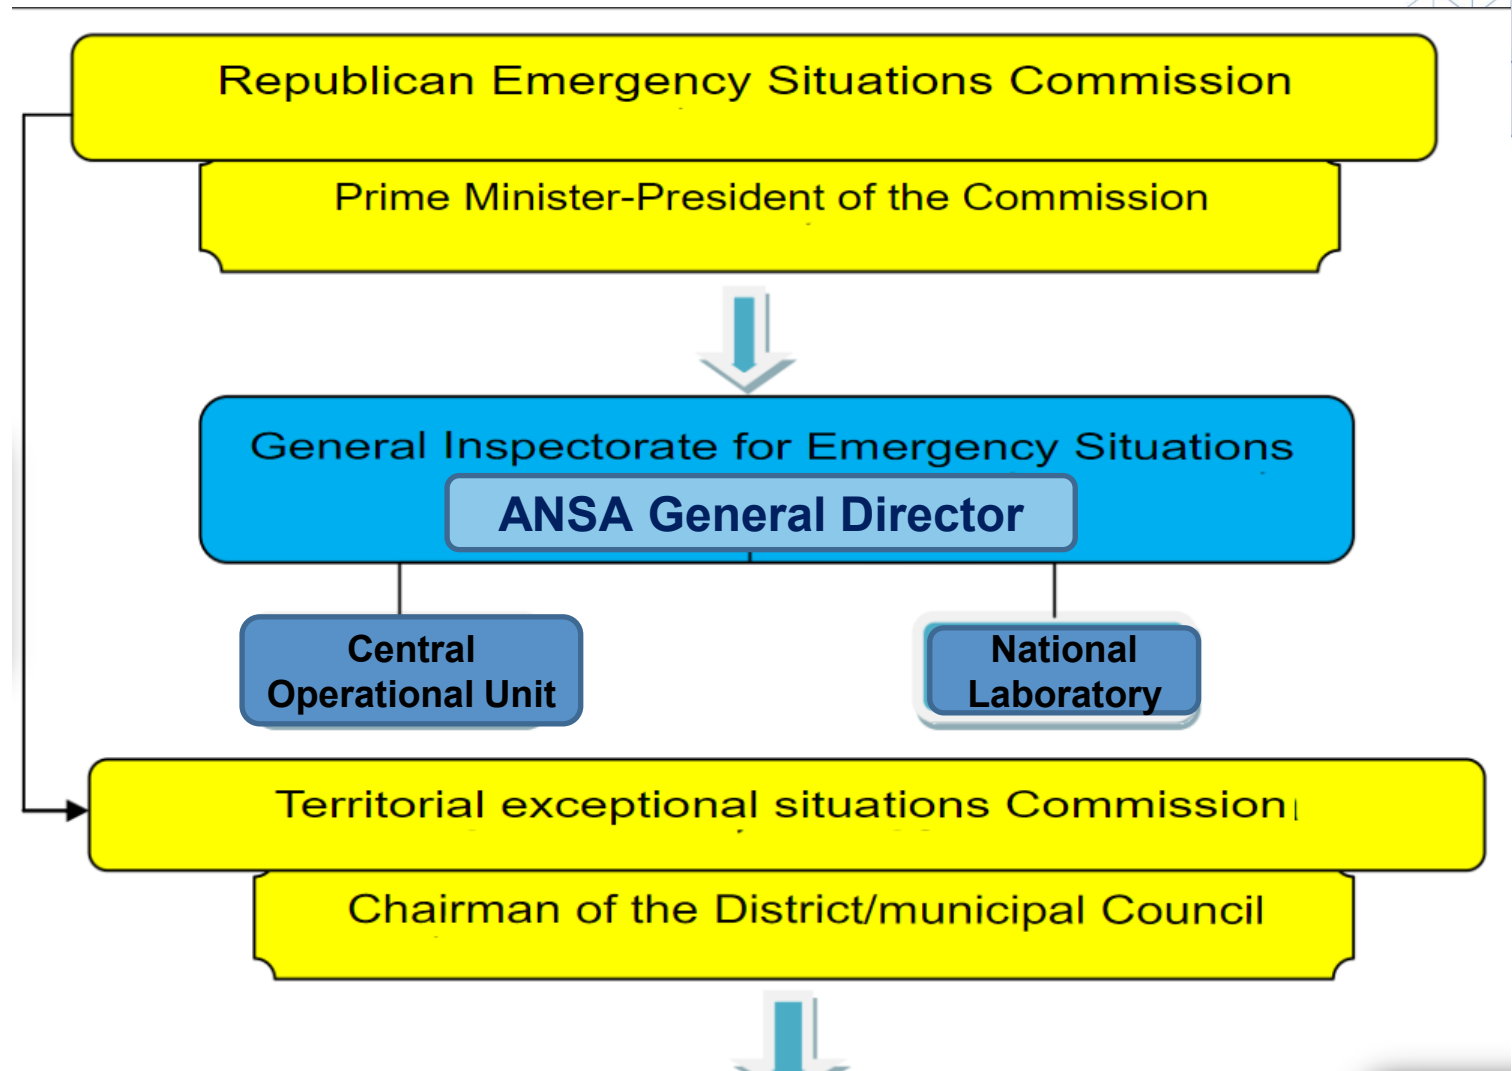 Republican Emergency Situations Commission
Prime Minister-President of the Commission
General Inspectorate for Emergency Situations
ANSA General Director
Central
Operational Unit
National
Laboratory
Territorial exceptional situations Commission
Chairman of the District/municipal Council